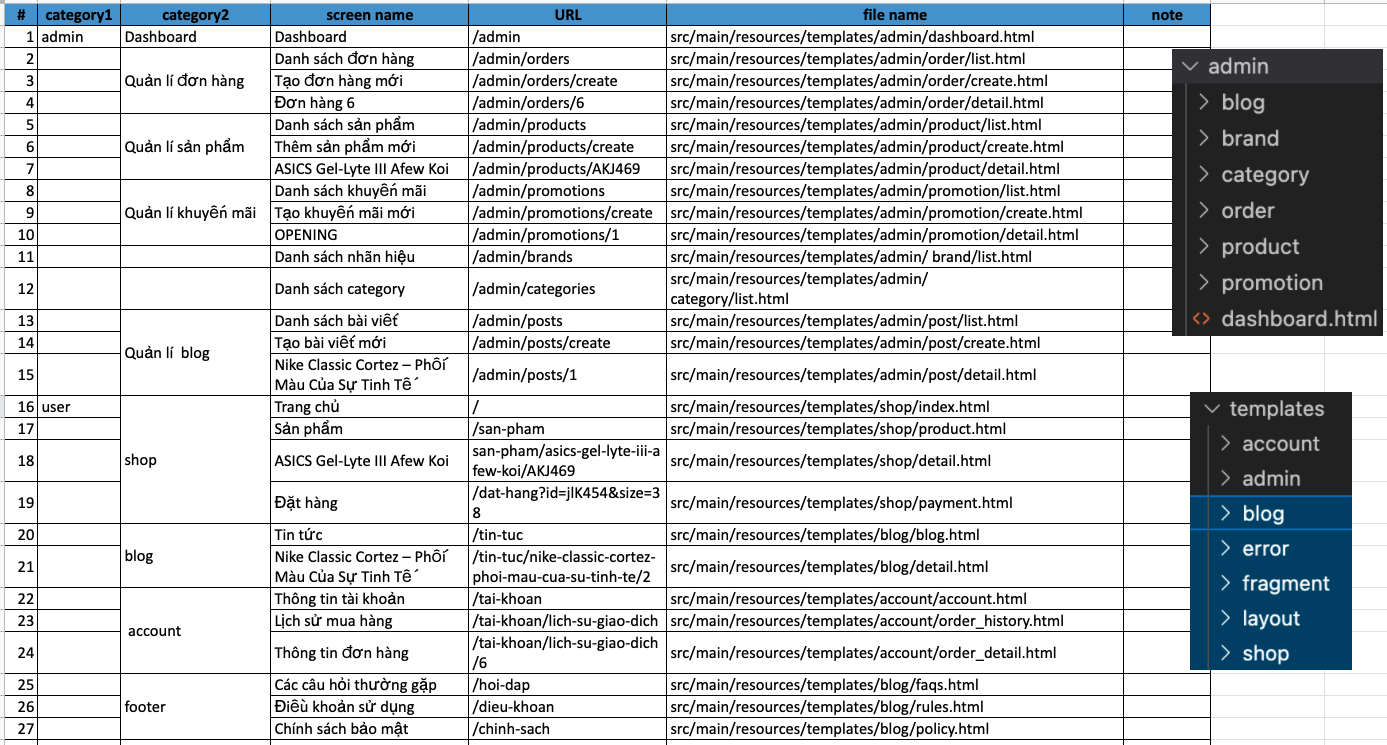 # category1 category2 screen name URL file name note
1 admin Dashboard Dashboard /admin src/main/resources/templates/admin/dashboard.html
2 Danh sách đơn hàng /admin/orders src/main/resources/templates/admin/order/list.html
3 Quản lí đơn hàng Tạo đơn hàng mới /admin/orders/create src/main/resources/templates/admin/order/create.html
4 Đơn hàng 6 /admin/orders/6 src/main/resources/templates/admin/order/detail.html
5 Danh sách sản phẩm /admin/products src/main/resources/templates/admin/product/list.html
6 Quản lí sản phẩm Thêm sản phẩm mới /admin/products/create src/main/resources/templates/admin/product/create.html
7 ASICS Gel-Lyte III Afew Koi /admin/products/AKJ469 src/main/resources/templates/admin/product/detail.html
8 Danh sách khuyến mãi /admin/promotions src/main/resources/templates/admin/promotion/list.html
9 Quản lí khuyến mãi Tạo khuyến mãi mới /admin/promotions/create src/main/resources/templates/admin/promotion/create.html
10 OPENING /admin/promotions/1 src/main/resources/templates/admin/promotion/detail.html
11 Danh sách nhãn hiệu /admin/brands src/main/resources/templates/admin/ brand/list.html
12 Danh sách category /admin/categories src/main/resources/templates/admin/
category/list.html
13 Danh sách bài viết /admin/posts src/main/resources/templates/admin/post/list.html
14 Quản lí blog Tạo bài viết mới /admin/posts/create src/main/resources/templates/admin/post/create.html
15 Nike Classic Cortez – Phối
Màu Của Sự Tinh Tế /admin/posts/1 src/main/resources/templates/admin/post/detail.html
16 user Trang chủ / src/main/resources/templates/shop/index.html
17 Sản phẩm /san-pham src/main/resources/templates/shop/product.html
18 shop ASICS Gel-Lyte III Afew Koi san-pham/asics-gel-lyte-iii-a
few-koi/AKJ469 src/main/resources/templates/shop/detail.html
19 Đặt hàng /dat-hang?id=jlK454&size=3
8 src/main/resources/templates/shop/payment.html
20 Tin tức /tin-tuc src/main/resources/templates/blog/blog.html
blog
21 Nike Classic Cortez – Phối
Màu Của Sự Tinh Tế /tin-tuc/nike-classic-cortez-
phoi-mau-cua-su-tinh-te/2 src/main/resources/templates/blog/detail.html
22 Thông tin tài khoản /tai-khoan src/main/resources/templates/account/account.html
23 account Lịch sử mua hàng /tai-khoan/lich-su-giao-dich src/main/resources/templates/account/order_history.html
24 Thông tin đơn hàng /tai-khoan/lich-su-giao-dich
/6 src/main/resources/templates/account/order_detail.html
25 Các câu hỏi thường gặp /hoi-dap src/main/resources/templates/blog/faqs.html
26 footer Điều khoản sử dụng /dieu-khoan src/main/resources/templates/blog/rules.html
27 Chính sách bảo mật /chinh-sach src/main/resources/templates/blog/policy.html
admin
blog
brand
category
order
product
promotion
<> dashboard.html
templates
account
admin
blog
error
fragment
layout
shop